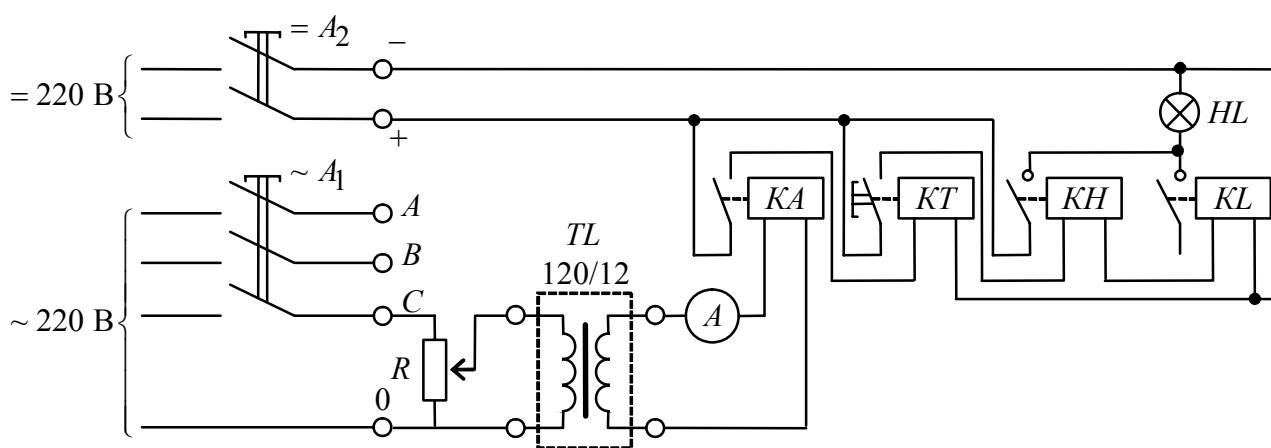 = A2
−
= 220 В
+
HL
~ A1
A
KA
KT
KH
KL
B
TL
120/12
~ 220 В
C
A
R
0